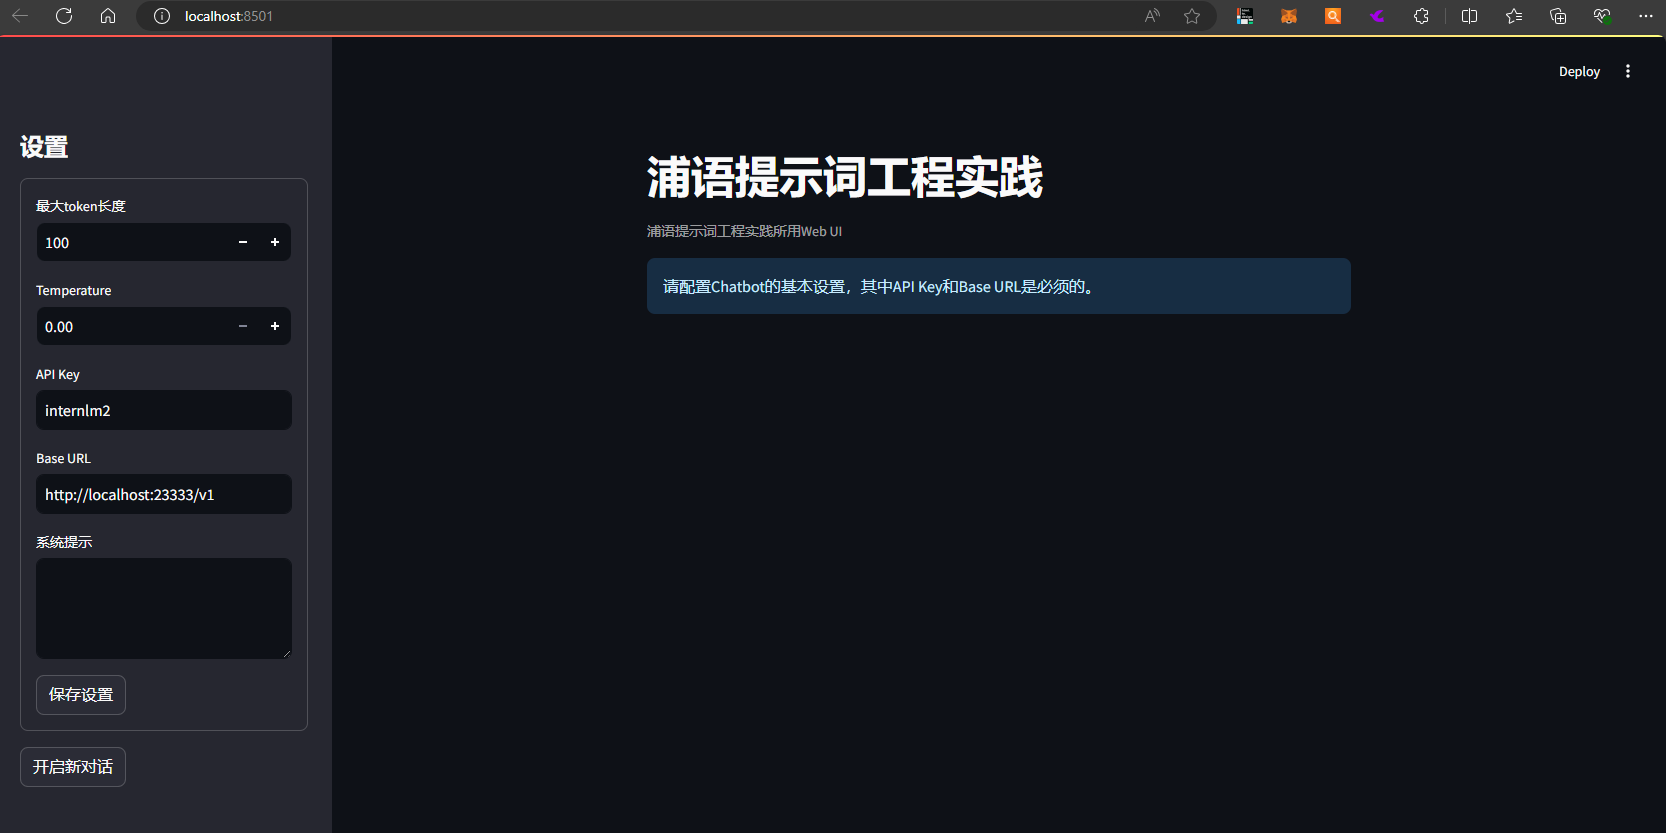 localhost:8501
Deploy
设置
最大token长度
100
Temperature
0.00
API Key
internlm2
Base URL
http://localhost:23333/v1
系统提示
保存设置
开启新对话
浦语提示词工程实践
浦语提示词工程实践所用Web UI
请配置Chatbot的基本设置，其中API Key和Base URL是必须的。